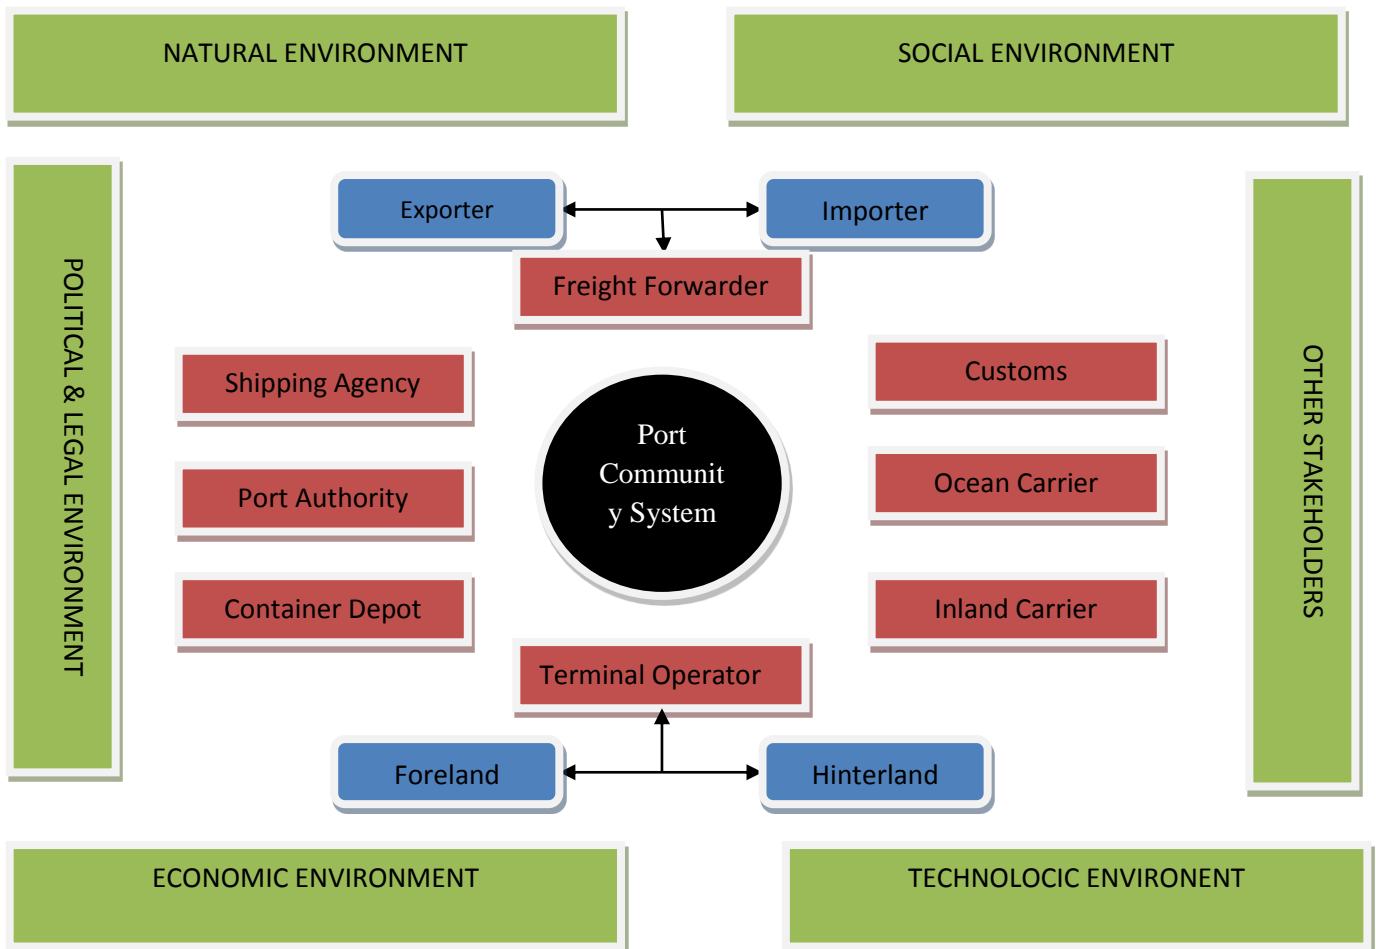 NATURAL ENVIRONMENT
SOCIAL ENVIRONMENT
POLITICAL & LEGAL ENVIRONMENT
OTHER STAKEHOLDERS
Exporter
Importer
Freight Forwarder
Shipping Agency
Customs
Port
Communit
y System
Port Authority
Ocean Carrier
Container Depot
Inland Carrier
Terminal Operator
Foreland
Hinterland
ECONOMIC ENVIRONMENT
TECHNOLOCIC ENVIRONENT